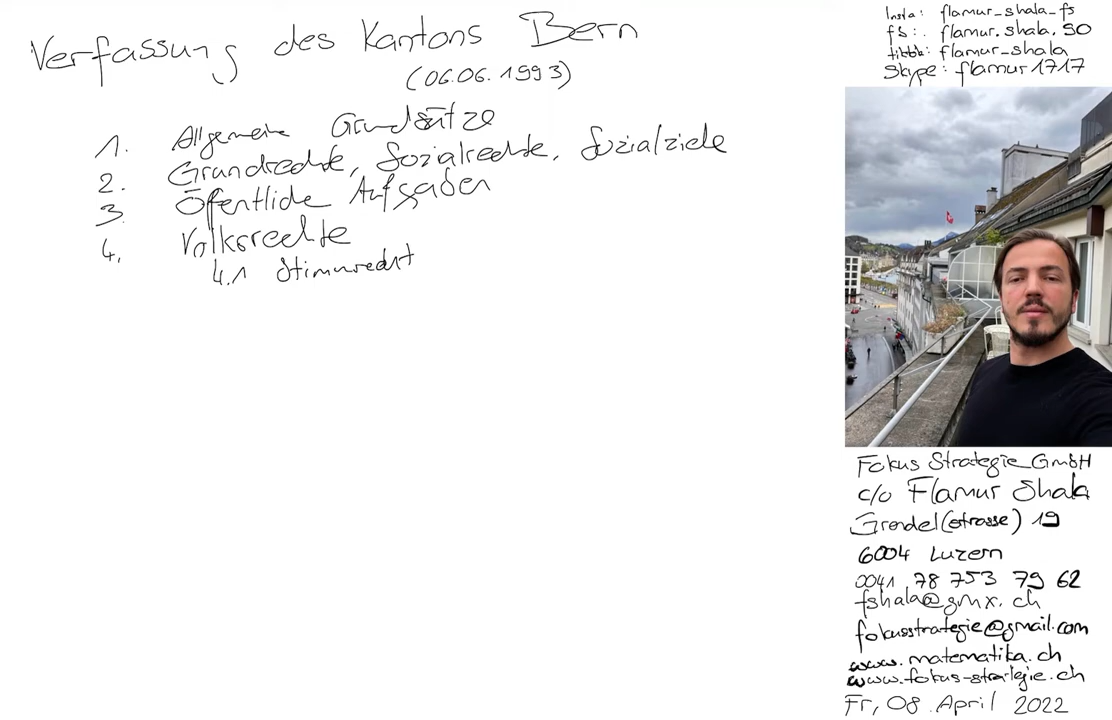 Verfassung des Kantons Bern
(06.06.1993)
1. Allgemeine Grundsätze
2. Grundrechte, Sozialrechte, Sozialziele
3. Öfentliche Aufgaben
4. Volksrechte
4.1 Stimmrecht
Insta: flamur_shala_fs
fs:. flamur.shala.50
tiktok: flamur_shala
Skype: flamur1717
Fokus Strategie GmbH
c/o Flamur Shala
Grendel(strasse) 19
6004 Luzern
0041 78 753 79 62
fshala@gmx.ch
fokusstrategie@gmail.com
www.matematika.ch
www.fokus-strategie.ch
Fr, 08. April 2022